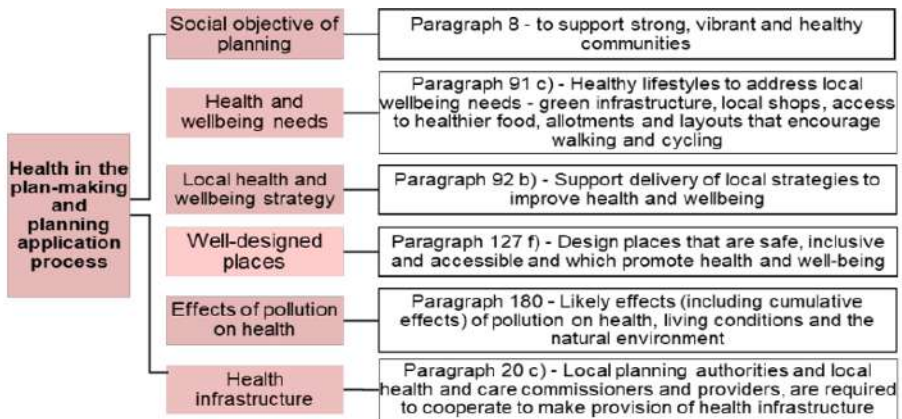 Health in the
plan-making
and
planning
application
process
Social objective of
planning
Paragraph 8 - to support strong, vibrant and healthy
communities
Health and
wellbeing needs
Paragraph 91 c) - Healthy lifestyles to address local
wellbeing needs - green infrastructure, local shops, access
to healthier food, allotments and layouts that encourage
walking and cycling
Local health and
wellbeing strategy
Paragraph 92 b) - Support delivery of local strategies to
improve health and wellbeing
Well-designed
places
Paragraph 127 f) - Design places that are safe, inclusive
and accessible and which promote health and well-being
Effects of pollution
on health
Paragraph 180 - Likely effects (including cumulative
effects) of pollution on health, living conditions and the
natural environment
Health
infrastructure
Paragraph 20 c) - Local planning authorities and local
health and care commissioners and providers, are required
to cooperate to make provision of health infrastructure